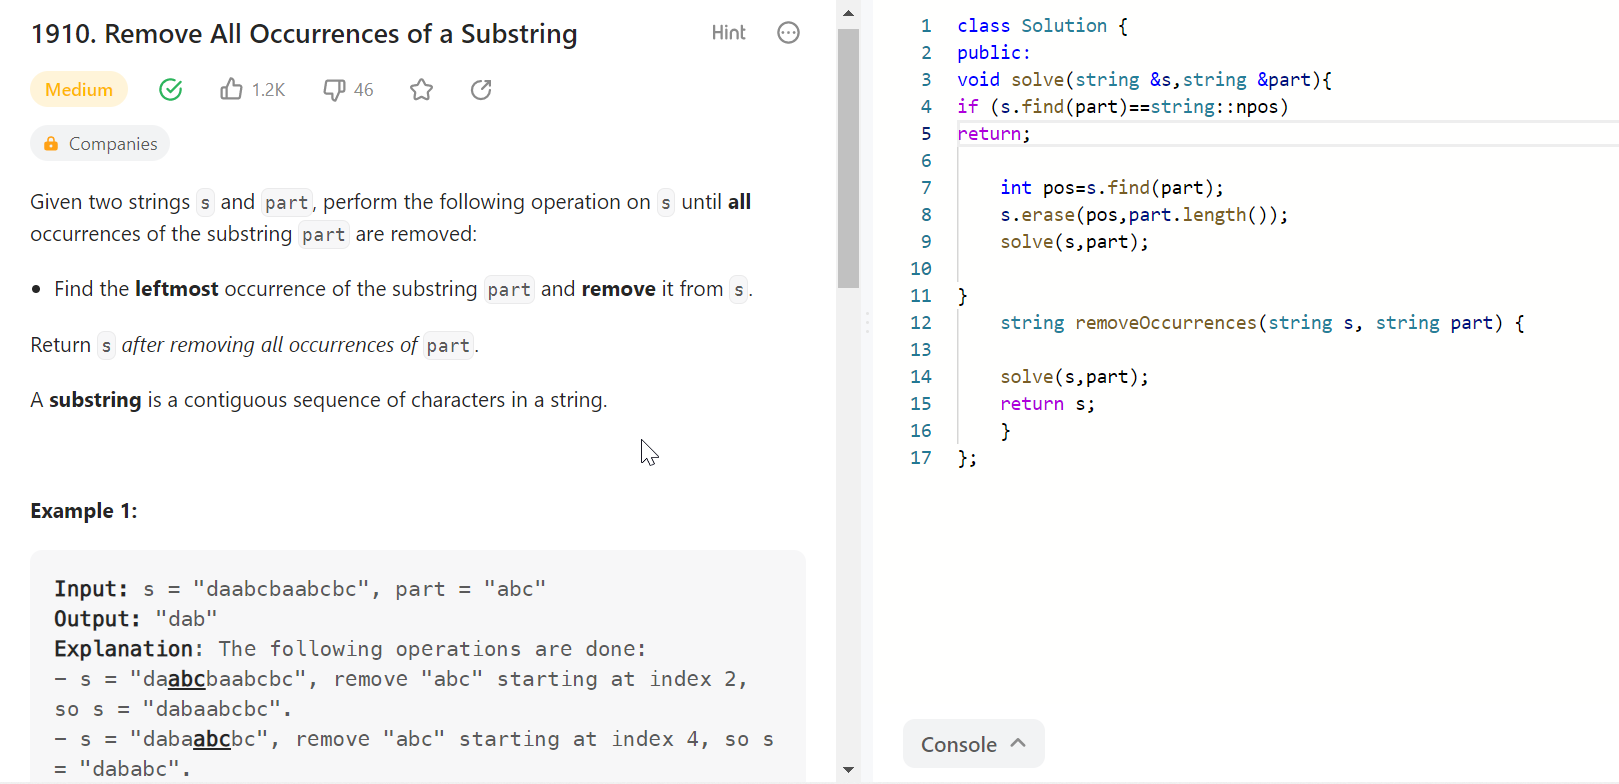 1910. Remove All Occurrences of a Substring
Hint
Medium
1.2K
46
Companies
Given two strings s and part, perform the following operation on s until all
occurrences of the substring part are removed:
• Find the leftmost occurrence of the substring part and remove it from s.
Return s after removing all occurrences of part.
A substring is a contiguous sequence of characters in a string.
Example 1:
Input: s = "daabcbaabcbc", part = "abc"
Output: "dab"
Explanation: The following operations are done:
- s = "daabcbaabcbc", remove "abc" starting at index 2,
so s = "dabaabcbc".
- s = "dabaabcbc", remove "abc" starting at index 4, so s
= "dababc".
1 class Solution {
2 public:
3 void solve(string &s,string &part){
4 if (s.find(part)==string::npos)
5 return;
6
7     int pos=s.find(part);
8     s.erase(pos,part.length());
9     solve(s,part);
10
11 }
12     string removeOccurrences(string s, string part) {
13
14     solve(s,part);
15     return s;
16     }
17 };
Console